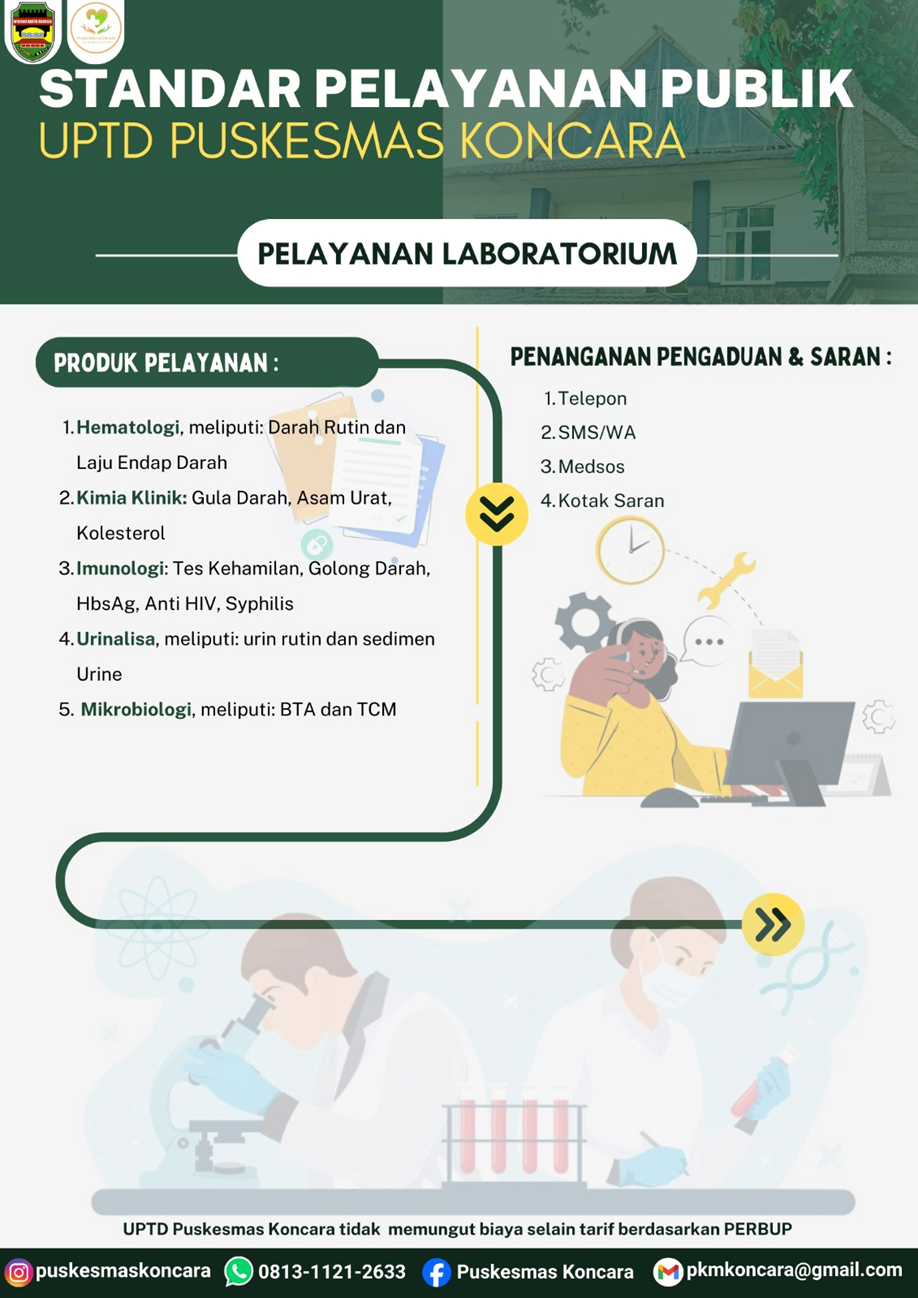 STANDAR PELAYANAN PUBLIK
UPTD PUSKESMAS KONCARA
PELAYANAN LABORATORIUM
PRODUK PELAYANAN :
1. Hematologi, meliputi: Darah Rutin dan
Laju Endap Darah
2. Kimia Klinik: Gula Darah, Asam Urat,
Kolesterol
3. Imunologi: Tes Kehamilan, Golong Darah,
HbsAg, Anti HIV, Syphilis
4. Urinalisa, meliputi: urin rutin dan sedimen
Urine
5. Mikrobiologi, meliputi: BTA dan TCM
PENANGANAN PENGADUAN & SARAN :
1. Telepon
2. SMS/WA
3. Medsos
4. Kotak Saran
UPTD Puskesmas Koncara tidak memungut biaya selain tarif berdasarkan PERBUP
puskesmaskoncara
0813-1121-2633
Puskesmas Koncara
pkmkoncara@gmail.com